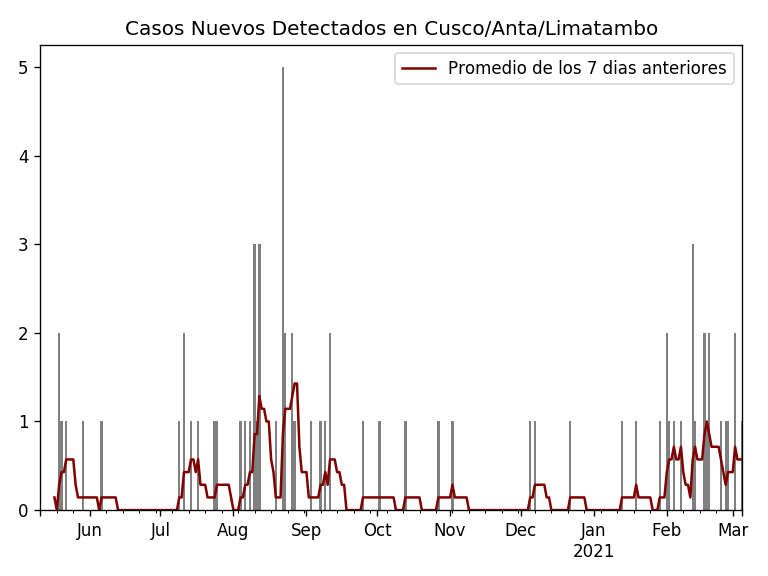 Casos Nuevos Detectados en Cusco/Anta/Limatambo
Promedio de los 7 dias anteriores
5
4
3
2
1
0
Jun Jul Aug Sep Oct Nov Dec Jan Feb Mar
2021